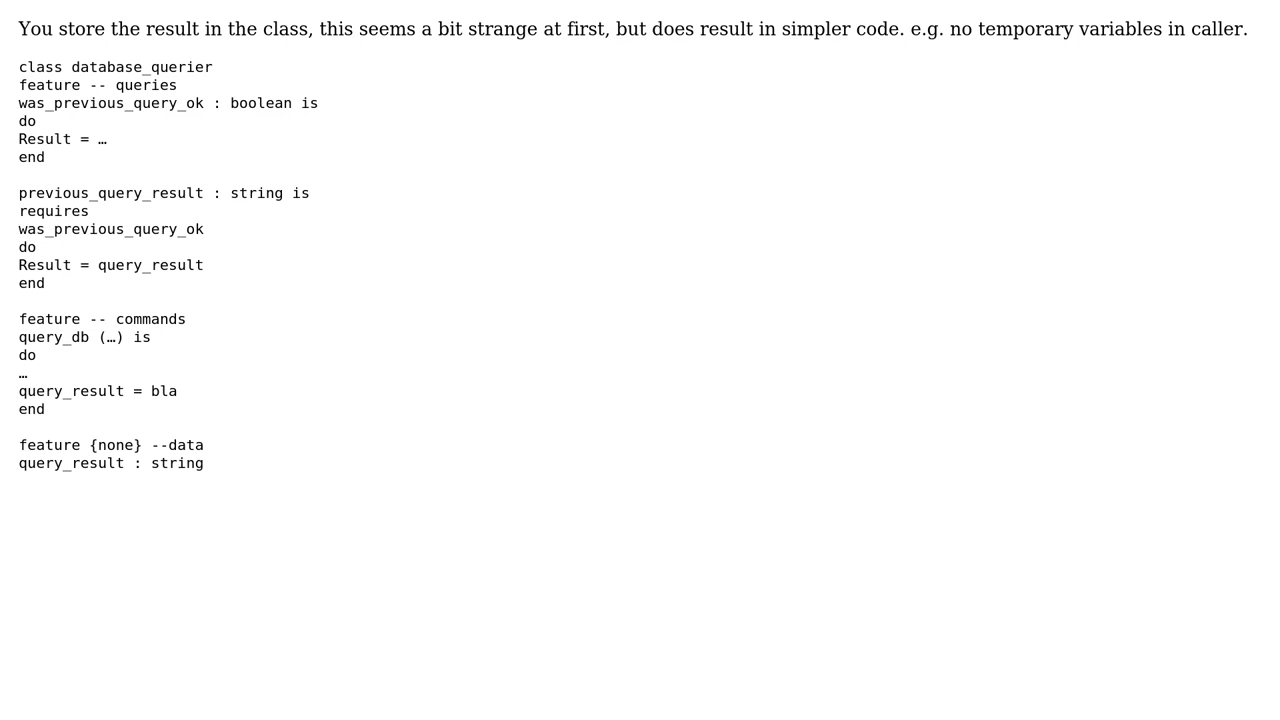 You store the result in the class, this seems a bit strange at first, but does result in simpler code. e.g. no temporary variables in caller.
class database_querier
feature -- queries
was_previous_query_ok : boolean is
do
Result = …
end
previous_query_result : string is
requires
was_previous_query_ok
do
Result = query_result
end
feature -- commands
query_db (…) is
do
…
query_result = bla
end
feature {none} --data
query_result : string